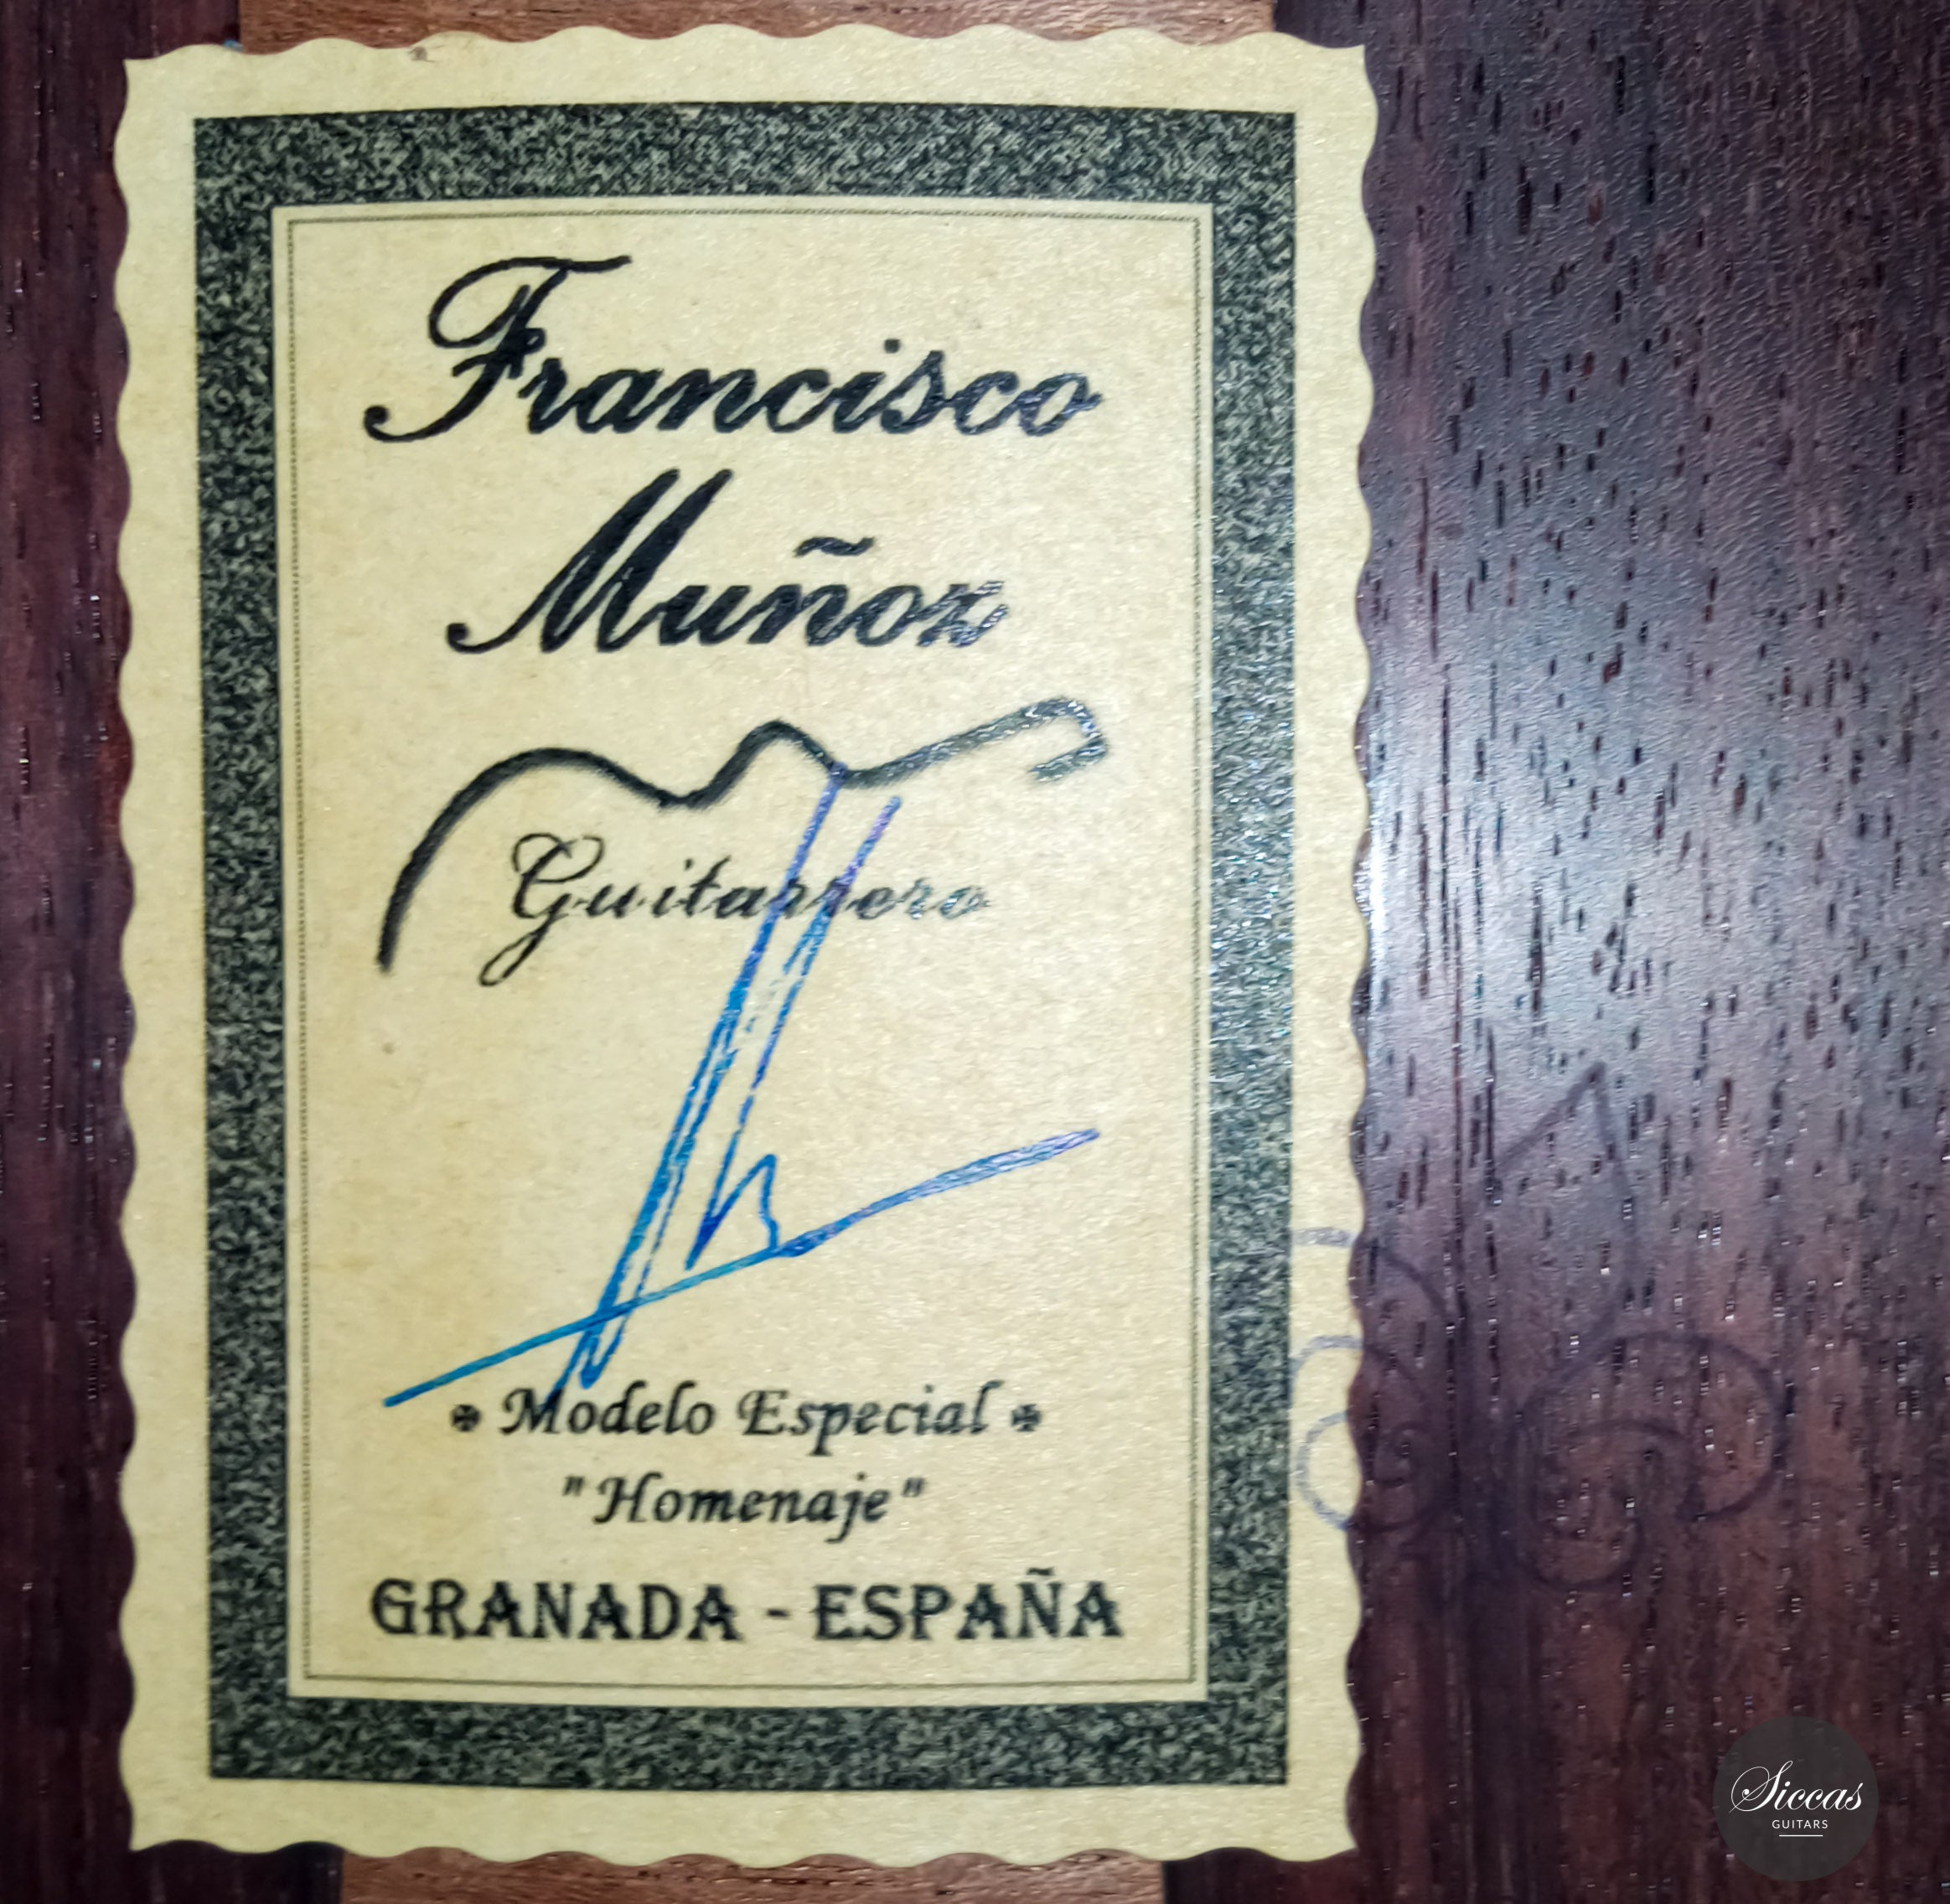 Francisco
Muñoz
Guitarrero
Modelo Especial
"Homenaje"
GRANADA - ESPAÑA
Siccas
GUITARS